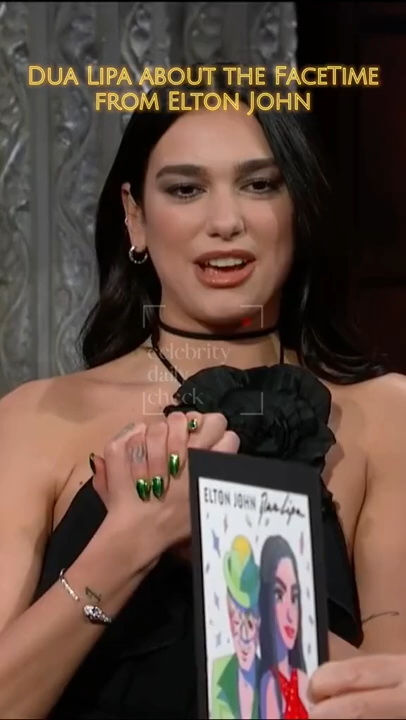 Dua Lipa about the FaceTime
from Elton John
celebrity
daily
check
ELTON JOHN Dua Lipa